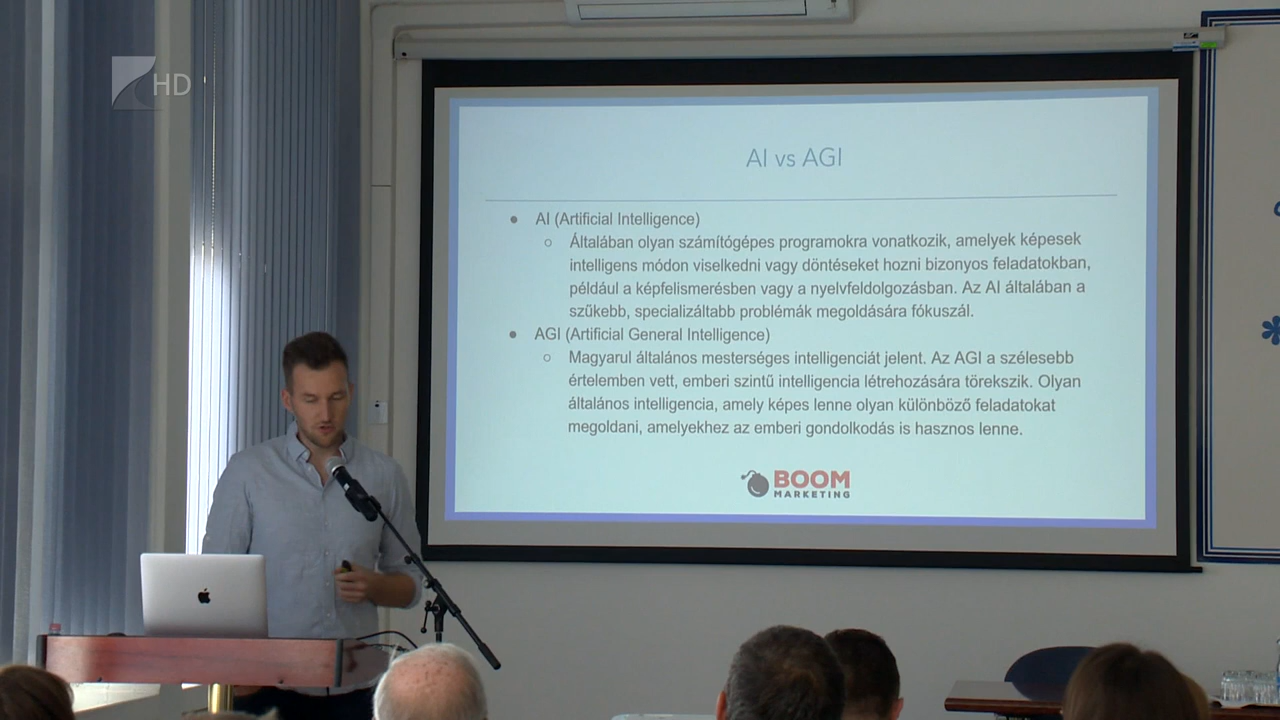 HD
AI vs AGI
AI (Artificial Intelligence)
Általában olyan számítógépes programokra vonatkozik, amelyek képesek
intelligens módon viselkedni vagy döntéseket hozni bizonyos feladatokban,
például a képfelismerésben vagy a nyelvfeldolgozásban. Az AI általában a
szűkebb, specializáltabb problémák megoldására fókuszál.
AGI (Artificial General Intelligence)
Magyarul általános mesterséges intelligenciát jelent. Az AGI a szélesebb
értelemben vett, emberi szintű intelligencia létrehozására törekszik. Olyan
általános intelligencia, amely képes lenne olyan különböző feladatokat
megoldani, amelyekhez az emberi gondolkodás is hasznos lenne.
BOOM
MARKETING